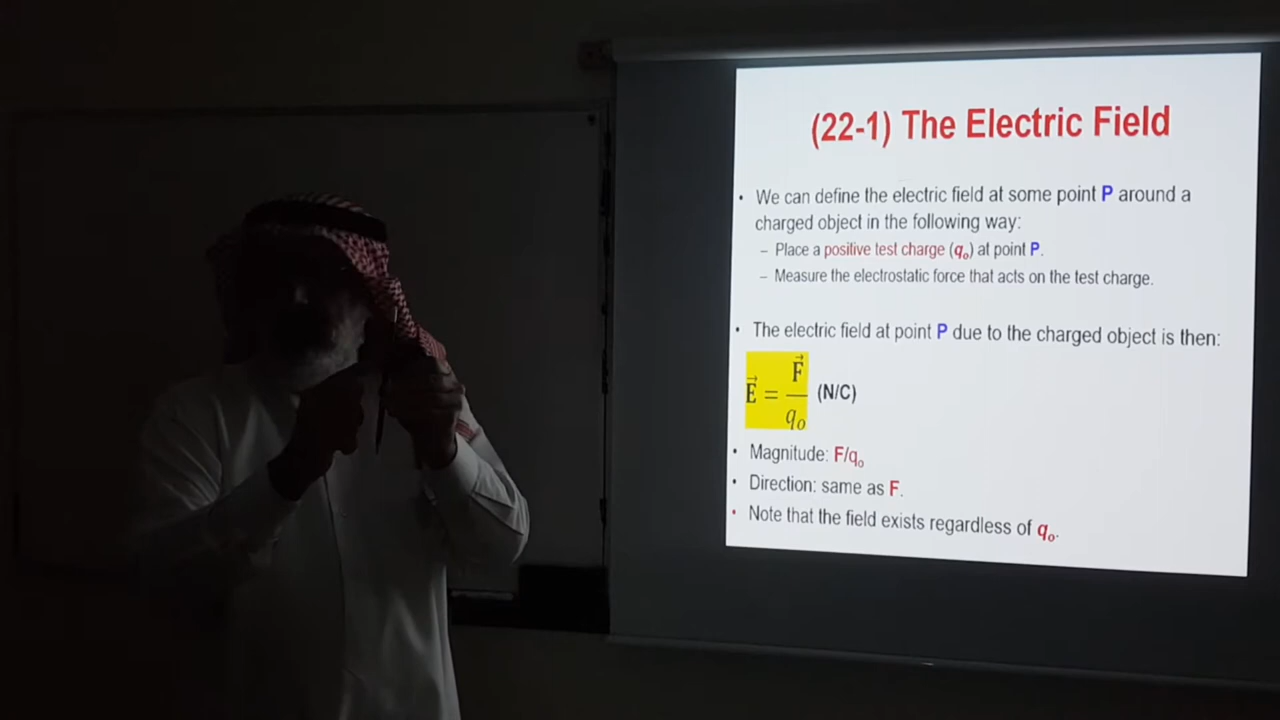 (22-1) The Electric Field
• We can define the electric field at some point P around a
charged object in the following way:
– Place a positive test charge (qₒ) at point P.
– Measure the electrostatic force that acts on the test charge.
• The electric field at point P due to the charged object is then:
E⃗ = F⃗/qₒ (N/C)
• Magnitude: F/qₒ
• Direction: same as F.
• Note that the field exists regardless of qₒ.